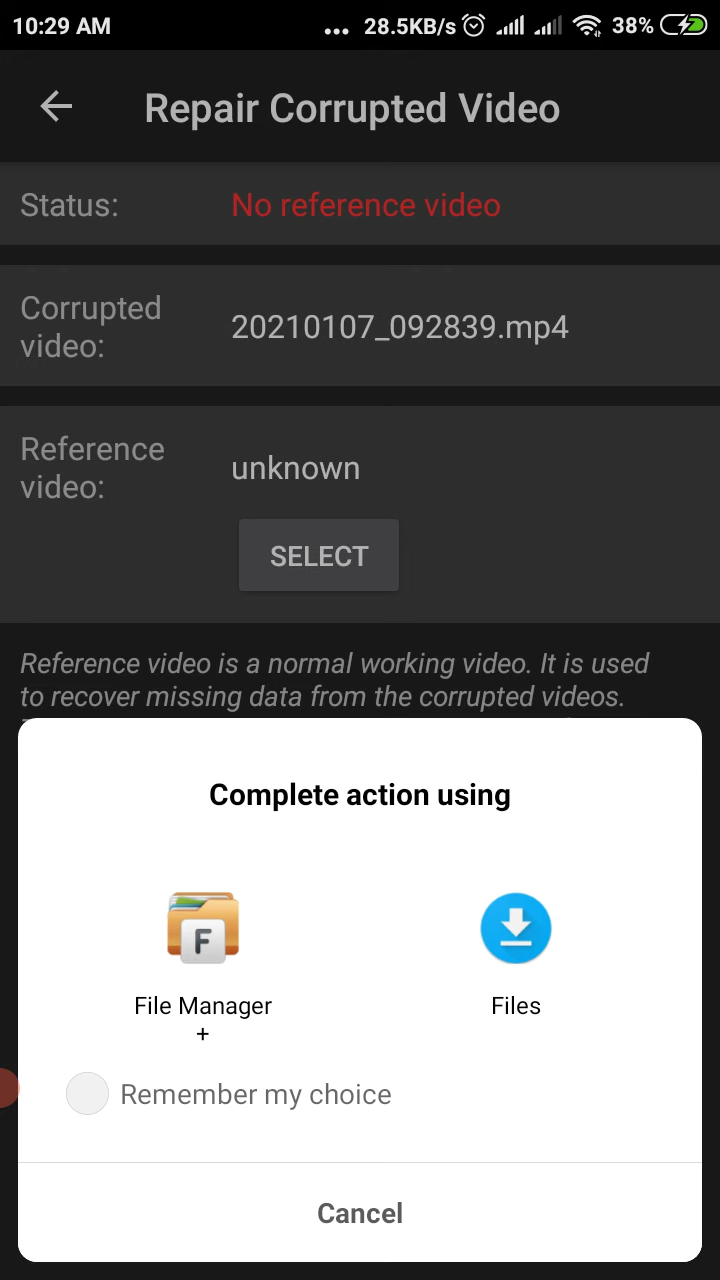 10:29 AM ... 28.5KB/s 38%
Repair Corrupted Video
Status: No reference video
Corrupted
video: 20210107_092839.mp4
Reference
video: unknown
SELECT
Reference video is a normal working video. It is used
to recover missing data from the corrupted videos.
Complete action using
F
File Manager
+
Files
Remember my choice
Cancel